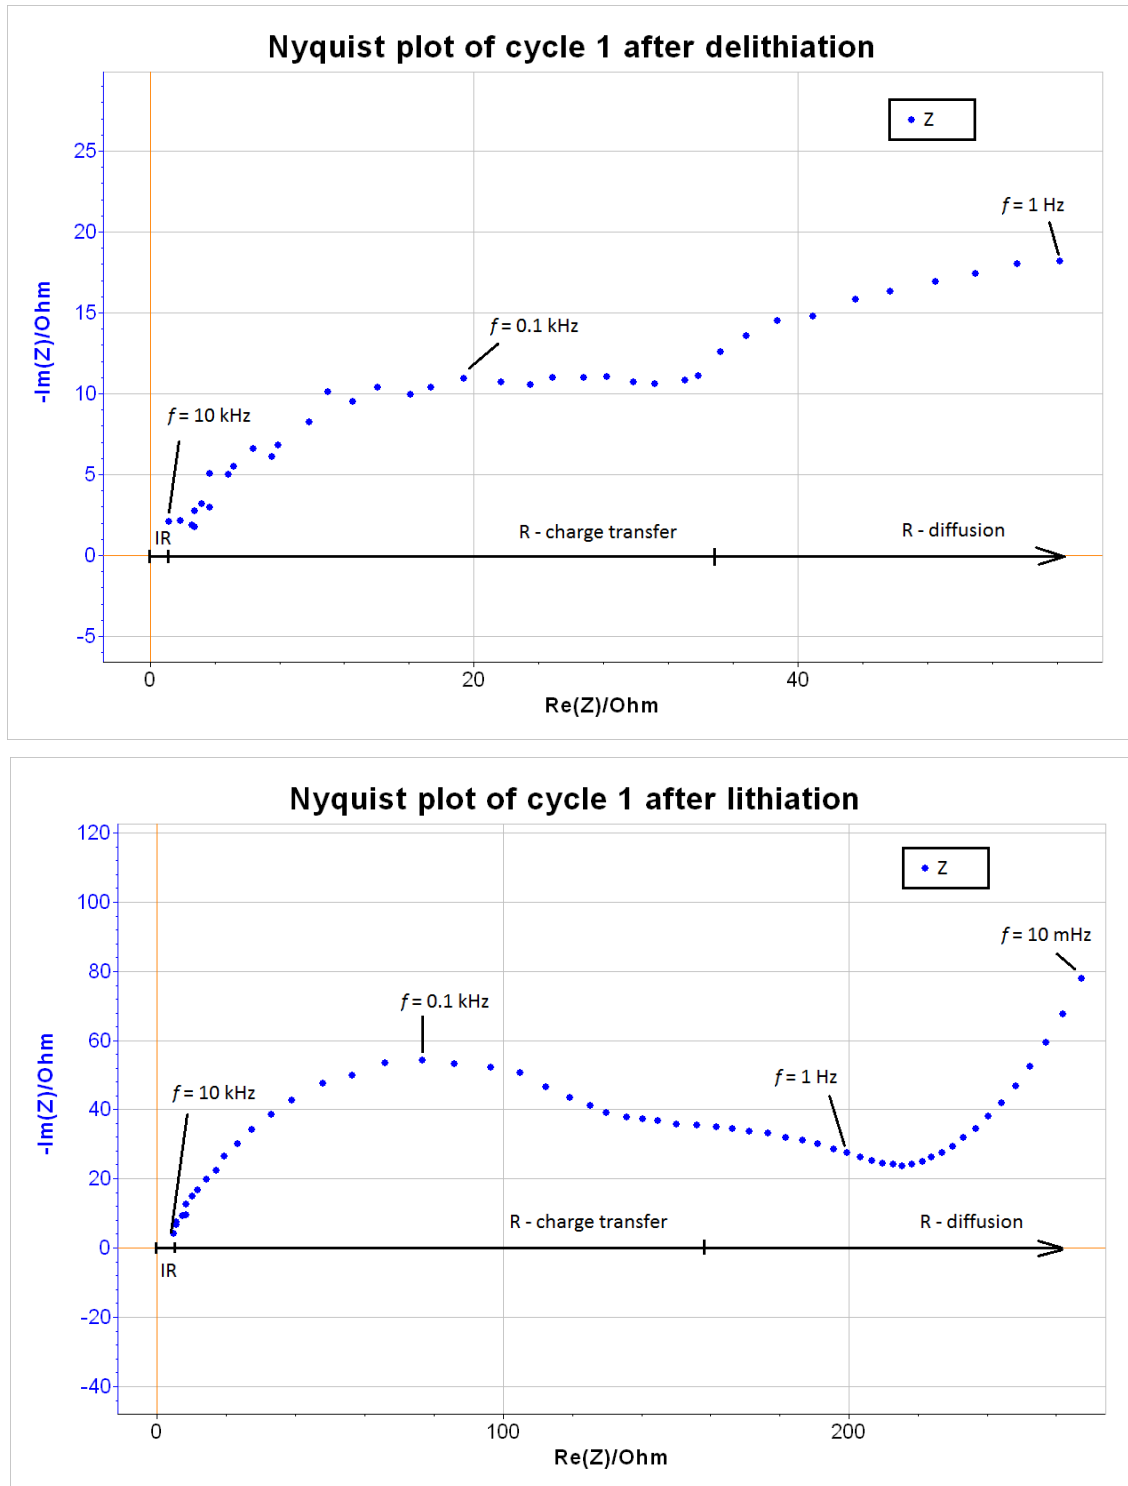 Nyquist plot of cycle 1 after delithiation
Z
25
f = 1 Hz
20
-Im(Z)/Ohm
15
f = 0.1 kHz
10
f = 10 kHz
5
IR
R - charge transfer
R - diffusion
0
-5
0 20 40
Re(Z)/Ohm
Nyquist plot of cycle 1 after lithiation
120
Z
100
f = 10 mHz
80
f = 0.1 kHz
60
-Im(Z)/Ohm
f = 1 Hz
f = 10 kHz
40
20
R - charge transfer
R - diffusion
0
IR
-20
-40
0 100 200
Re(Z)/Ohm